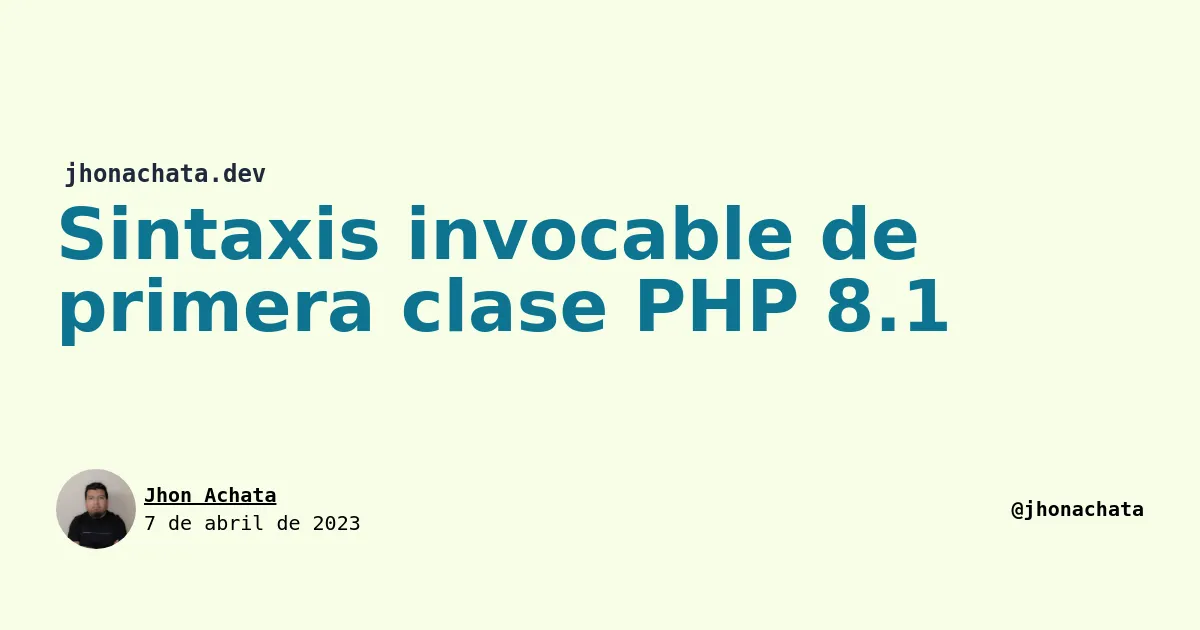 jhonachata.dev
Sintaxis invocable de
primera clase PHP 8.1
Jhon Achata
7 de abril de 2023
@jhonachata